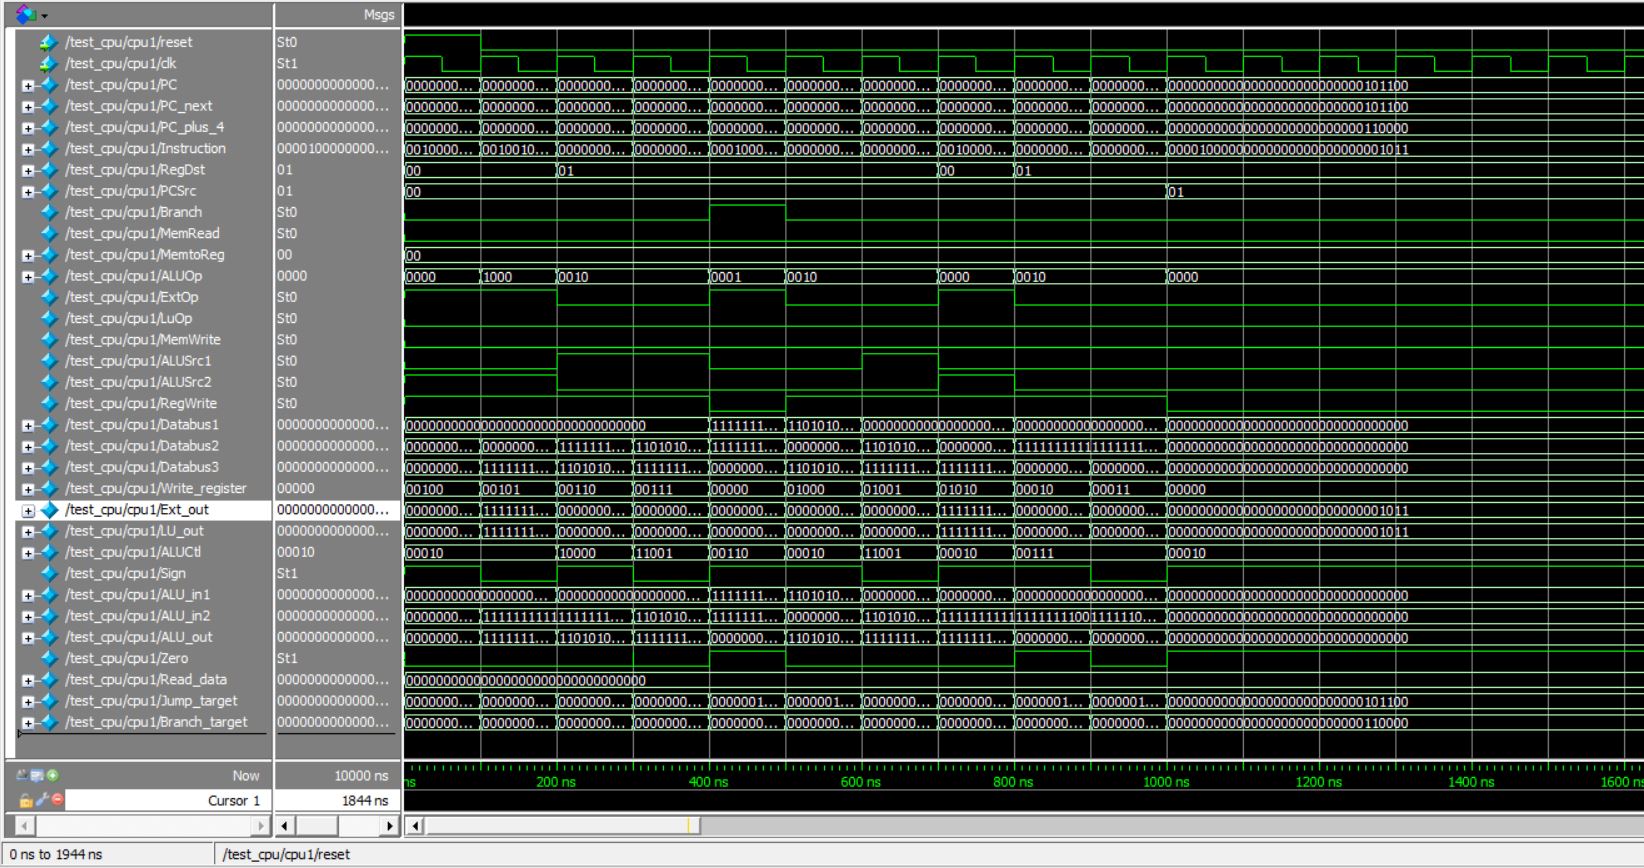 Msgs
/test_cpu/cpu1/reset St0
/test_cpu/cpu1/clk St1
/test_cpu/cpu1/PC 0000000000000... 0000000... 0000000... 0000000... 0000000... 0000000... 0000000... 0000000... 0000000... 0000000... 0000000... 00000000000000000000000000101100
/test_cpu/cpu1/PC_next 0000000000000... 0000000... 0000000... 0000000... 0000000... 0000000... 0000000... 0000000... 0000000... 0000000... 0000000... 00000000000000000000000000101100
/test_cpu/cpu1/PC_plus_4 0000000000000... 0000000... 0000000... 0000000... 0000000... 0000000... 0000000... 0000000... 0000000... 0000000... 0000000... 00000000000000000000000000110000
/test_cpu/cpu1/Instruction 0000100000000... 0010000... 0010010... 0000000... 0000000... 0001000... 0000000... 0000000... 0010000... 0000000... 0000000... 00001000000000000000000000001011
/test_cpu/cpu1/RegDst 01 00 01 00 01
/test_cpu/cpu1/PCSrc 01 00 01
/test_cpu/cpu1/Branch St0
/test_cpu/cpu1/MemRead St0
/test_cpu/cpu1/MemtoReg 00 00
/test_cpu/cpu1/ALUOp 0000 0000 1000 0010 0001 0010 0000 0010 0000
/test_cpu/cpu1/ExtOp St0
/test_cpu/cpu1/LuOp St0
/test_cpu/cpu1/MemWrite St0
/test_cpu/cpu1/ALUSrc1 St0
/test_cpu/cpu1/ALUSrc2 St0
/test_cpu/cpu1/RegWrite St0
/test_cpu/cpu1/Databus1 0000000000000... 00000000000000000000000000000000 1111111... 1101010... 0000000000 0000000... 0000000000000000... 00000000000000000000000000000000
/test_cpu/cpu1/Databus2 0000000000000... 0000000... 0000000... 1111111... 1101010... 1111111... 0000000... 1101010... 0000000... 1111111111111111... 00000000000000000000000000000000
/test_cpu/cpu1/Databus3 0000000000000... 0000000... 1111111... 1101010... 1111111... 0000000... 1101010... 1111111... 1111111... 0000000... 0000000... 00000000000000000000000000000000
/test_cpu/cpu1/Write_register 00000 00100 00101 00110 00111 00000 01000 01001 01010 00010 00011 00000
/test_cpu/cpu1/Ext_out 0000000000000... 0000000... 1111111... 0000000... 0000000... 0000000... 0000000... 0000000... 1111111... 0000000... 0000000... 00000000000000000000000000001011
/test_cpu/cpu1/LU_out 0000000000000... 0000000... 1111111... 0000000... 0000000... 0000000... 0000000... 0000000... 1111111... 0000000... 0000000... 00000000000000000000000000001011
/test_cpu/cpu1/ALUCtl 00010 00010 10000 11001 00110 00010 11001 00010 00111 00010
/test_cpu/cpu1/Sign St1
/test_cpu/cpu1/ALU_in1 0000000000000... 0000000000 0000000... 0000000000 0000000... 1111111... 1101010... 0000000... 0000000... 0000000000000000... 00000000000000000000000000000000
/test_cpu/cpu1/ALU_in2 0000000000000... 0000000... 1111111111 1111111... 1101010... 1111111... 0000000... 1101010... 1111111111 1111111100 1111110... 00000000000000000000000000000000
/test_cpu/cpu1/ALU_out 0000000000000... 0000000... 1111111... 1101010... 1111111... 0000000... 1101010... 1111111... 1111111... 0000000... 0000000... 00000000000000000000000000000000
/test_cpu/cpu1/Zero St1
/test_cpu/cpu1/Read_data 0000000000000... 00000000000000000000000000000000
/test_cpu/cpu1/Jump_target 0000000000000... 0000000... 0000000... 0000000... 0000000... 0000001... 0000001... 0000000... 0000000... 0000001... 0000001... 00000000000000000000000000101100
/test_cpu/cpu1/Branch_target 0000000000000... 0000000... 0000000... 0000000... 0000000... 0000000... 0000000... 0000000... 0000000... 0000000... 0000000... 00000000000000000000000000110000
Now 10000 ns ns 200 ns 400 ns 600 ns 800 ns 1000 ns 1200 ns 1400 ns 1600 ns
Cursor 1 1844 ns
0 ns to 1944 ns /test_cpu/cpu1/reset